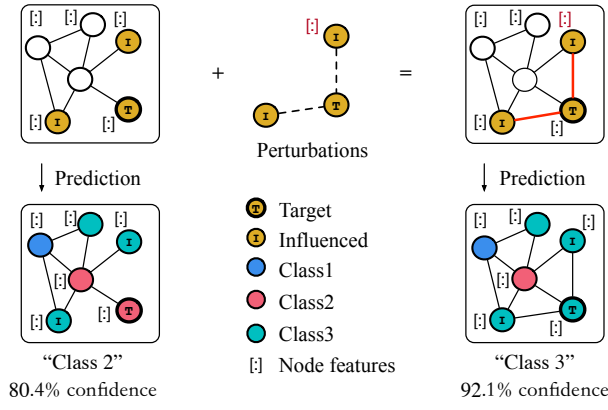 [:] [:] [:] [:] [:]
I
T
I
+
[:]
I
I T
Perturbations
=
[:] [:] [:] [:] [:]
I
T
I
Prediction
Prediction
[:] [:] [:] [:] [:] [:]
I
T
I
T Target
I Influenced
Class1
Class2
Class3
[:] Node features
[:] [:] [:] [:] [:] [:]
I
T
I
“Class 2”
80.4% confidence
“Class 3”
92.1% confidence